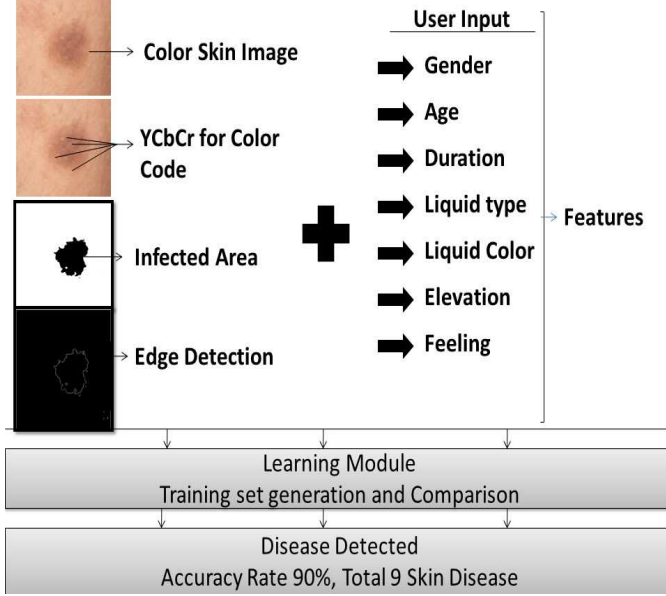 Color Skin Image
YCbCr for Color
Code
Infected Area
Edge Detection
User Input
Gender
Age
Duration
Liquid type
Liquid Color
Elevation
Feeling
Features
Learning Module
Training set generation and Comparison
Disease Detected
Accuracy Rate 90%, Total 9 Skin Disease